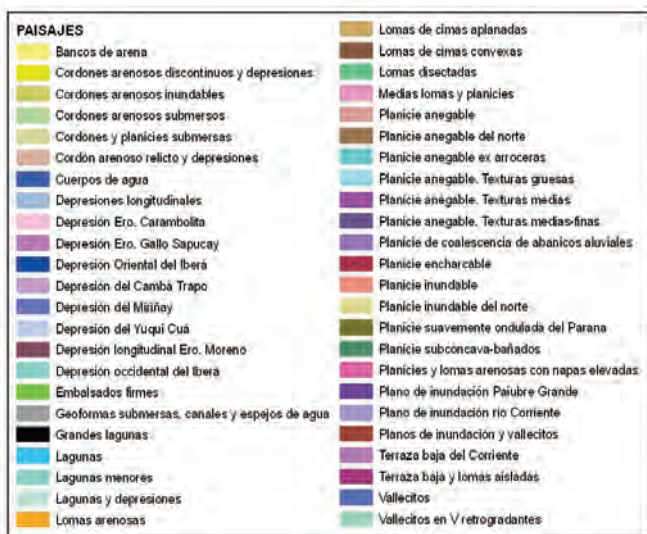 PAISAJES
Bancos de arena
Cordones arenosos discontinuos y depresiones
Cordones arenosos inundables
Cordones arenosos submersos
Cordones y planicies submersas
Cordón arenoso relicto y depresiones
Cuerpos de agua
Depresiones longitudinales
Depresión Ero. Carambolita
Depresión Ero. Gallo Sapucay
Depresión Oriental del Iberá
Depresión del Cambá Trapo
Depresión del Miriñay
Depresión del Yuqui Cuá
Depresión longitudinal Ero. Moreno
Depresión occidental del Iberá
Embalsados firmes
Geoformas submersas, canales y espejos de agua
Grandes lagunas
Lagunas
Lagunas menores
Lagunas y depresiones
Lomas arenosas
Lomas de cimas aplanadas
Lomas de cimas convexas
Lomas disectadas
Medias lomas y planicies
Planicie anegable
Planicie anegable del norte
Planicie anegable ex arroceras
Planicie anegable. Texturas gruesas
Planicie anegable. Texturas medias
Planicie anegable. Texturas medias-finas
Planicie de coalescencia de abanicos aluviales
Planicie encharcable
Planicie inundable
Planicie inundable del norte
Planicie suavemente ondulada del Parana
Planicie subconcava-bañados
Planicies y lomas arenosas con napas elevadas
Plano de inundación Paiubre Grande
Plano de inundación rio Corriente
Planos de inundación y vallecitos
Terraza baja del Corriente
Terraza baja y lomas aisladas
Vallecitos
Vallecitos en V retrogradantes